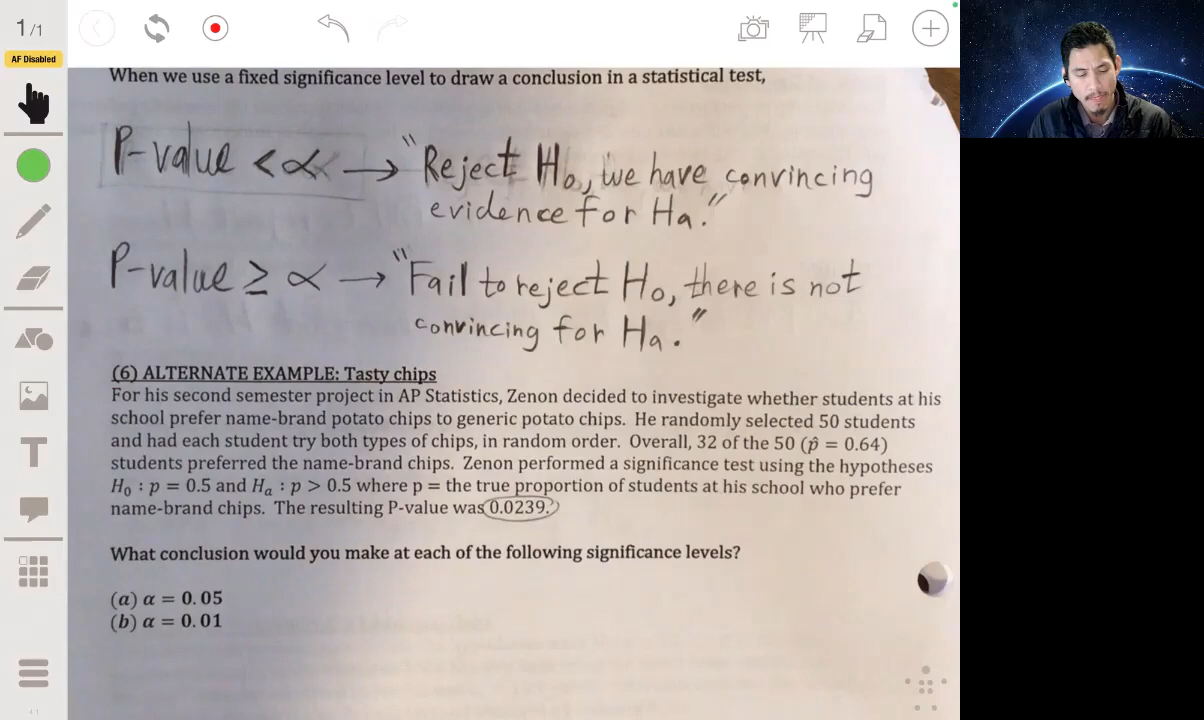 1/1
AF Disabled
When we use a fixed significance level to draw a conclusion in a statistical test,
P-value < α → "Reject H₀, we have convincing
evidence for Ha."
P-value ≥ α → "Fail to reject H₀, there is not
convincing for Ha."
(6) ALTERNATE EXAMPLE: Tasty chips
For his second semester project in AP Statistics, Zenon decided to investigate whether students at his
school prefer name-brand potato chips to generic potato chips. He randomly selected 50 students
and had each student try both types of chips, in random order. Overall, 32 of the 50 (p̂ = 0.64)
students preferred the name-brand chips. Zenon performed a significance test using the hypotheses
H₀ : p = 0.5 and Hₐ : p > 0.5 where p = the true proportion of students at his school who prefer
name-brand chips. The resulting P-value was 0.0239.
What conclusion would you make at each of the following significance levels?
(a) α = 0.05
(b) α = 0.01
T